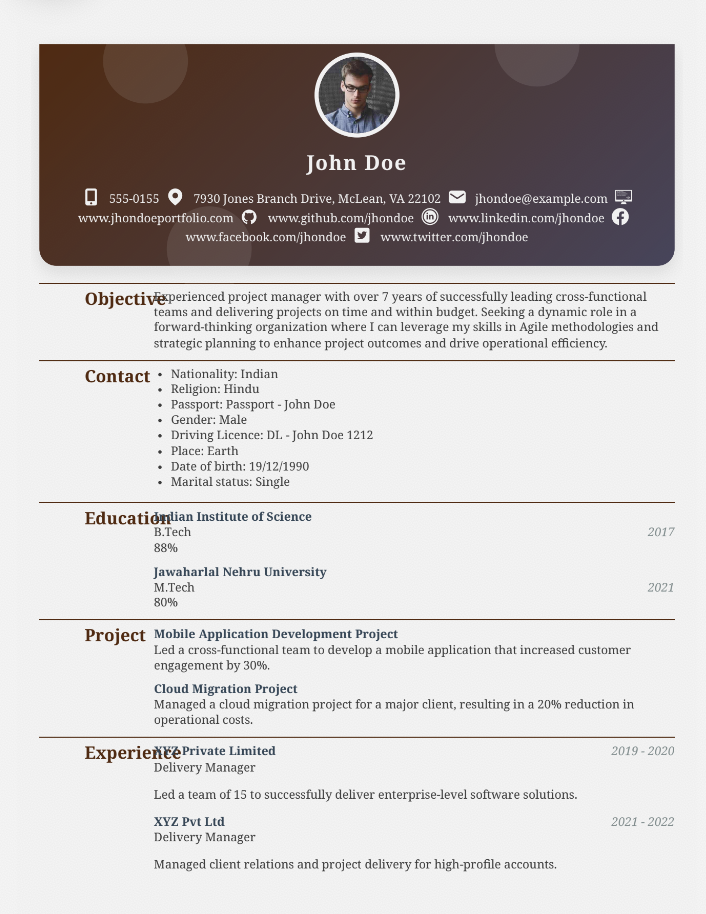 John Doe
555-0155 7930 Jones Branch Drive, McLean, VA 22102 jhondoe@example.com
www.jhondoeportfolio.com www.github.com/jhondoe www.linkedin.com/jhondoe
www.facebook.com/jhondoe www.twitter.com/jhondoe
Objective
Experienced project manager with over 7 years of successfully leading cross-functional
teams and delivering projects on time and within budget. Seeking a dynamic role in a
forward-thinking organization where I can leverage my skills in Agile methodologies and
strategic planning to enhance project outcomes and drive operational efficiency.
Contact
• Nationality: Indian
• Religion: Hindu
• Passport: Passport - John Doe
• Gender: Male
• Driving Licence: DL - John Doe 1212
• Place: Earth
• Date of birth: 19/12/1990
• Marital status: Single
Education
Indian Institute of Science
B.Tech 2017
88%
Jawaharlal Nehru University
M.Tech 2021
80%
Project
Mobile Application Development Project
Led a cross-functional team to develop a mobile application that increased customer
engagement by 30%.
Cloud Migration Project
Managed a cloud migration project for a major client, resulting in a 20% reduction in
operational costs.
Experience
XYZ Private Limited 2019 - 2020
Delivery Manager
Led a team of 15 to successfully deliver enterprise-level software solutions.
XYZ Pvt Ltd 2021 - 2022
Delivery Manager
Managed client relations and project delivery for high-profile accounts.